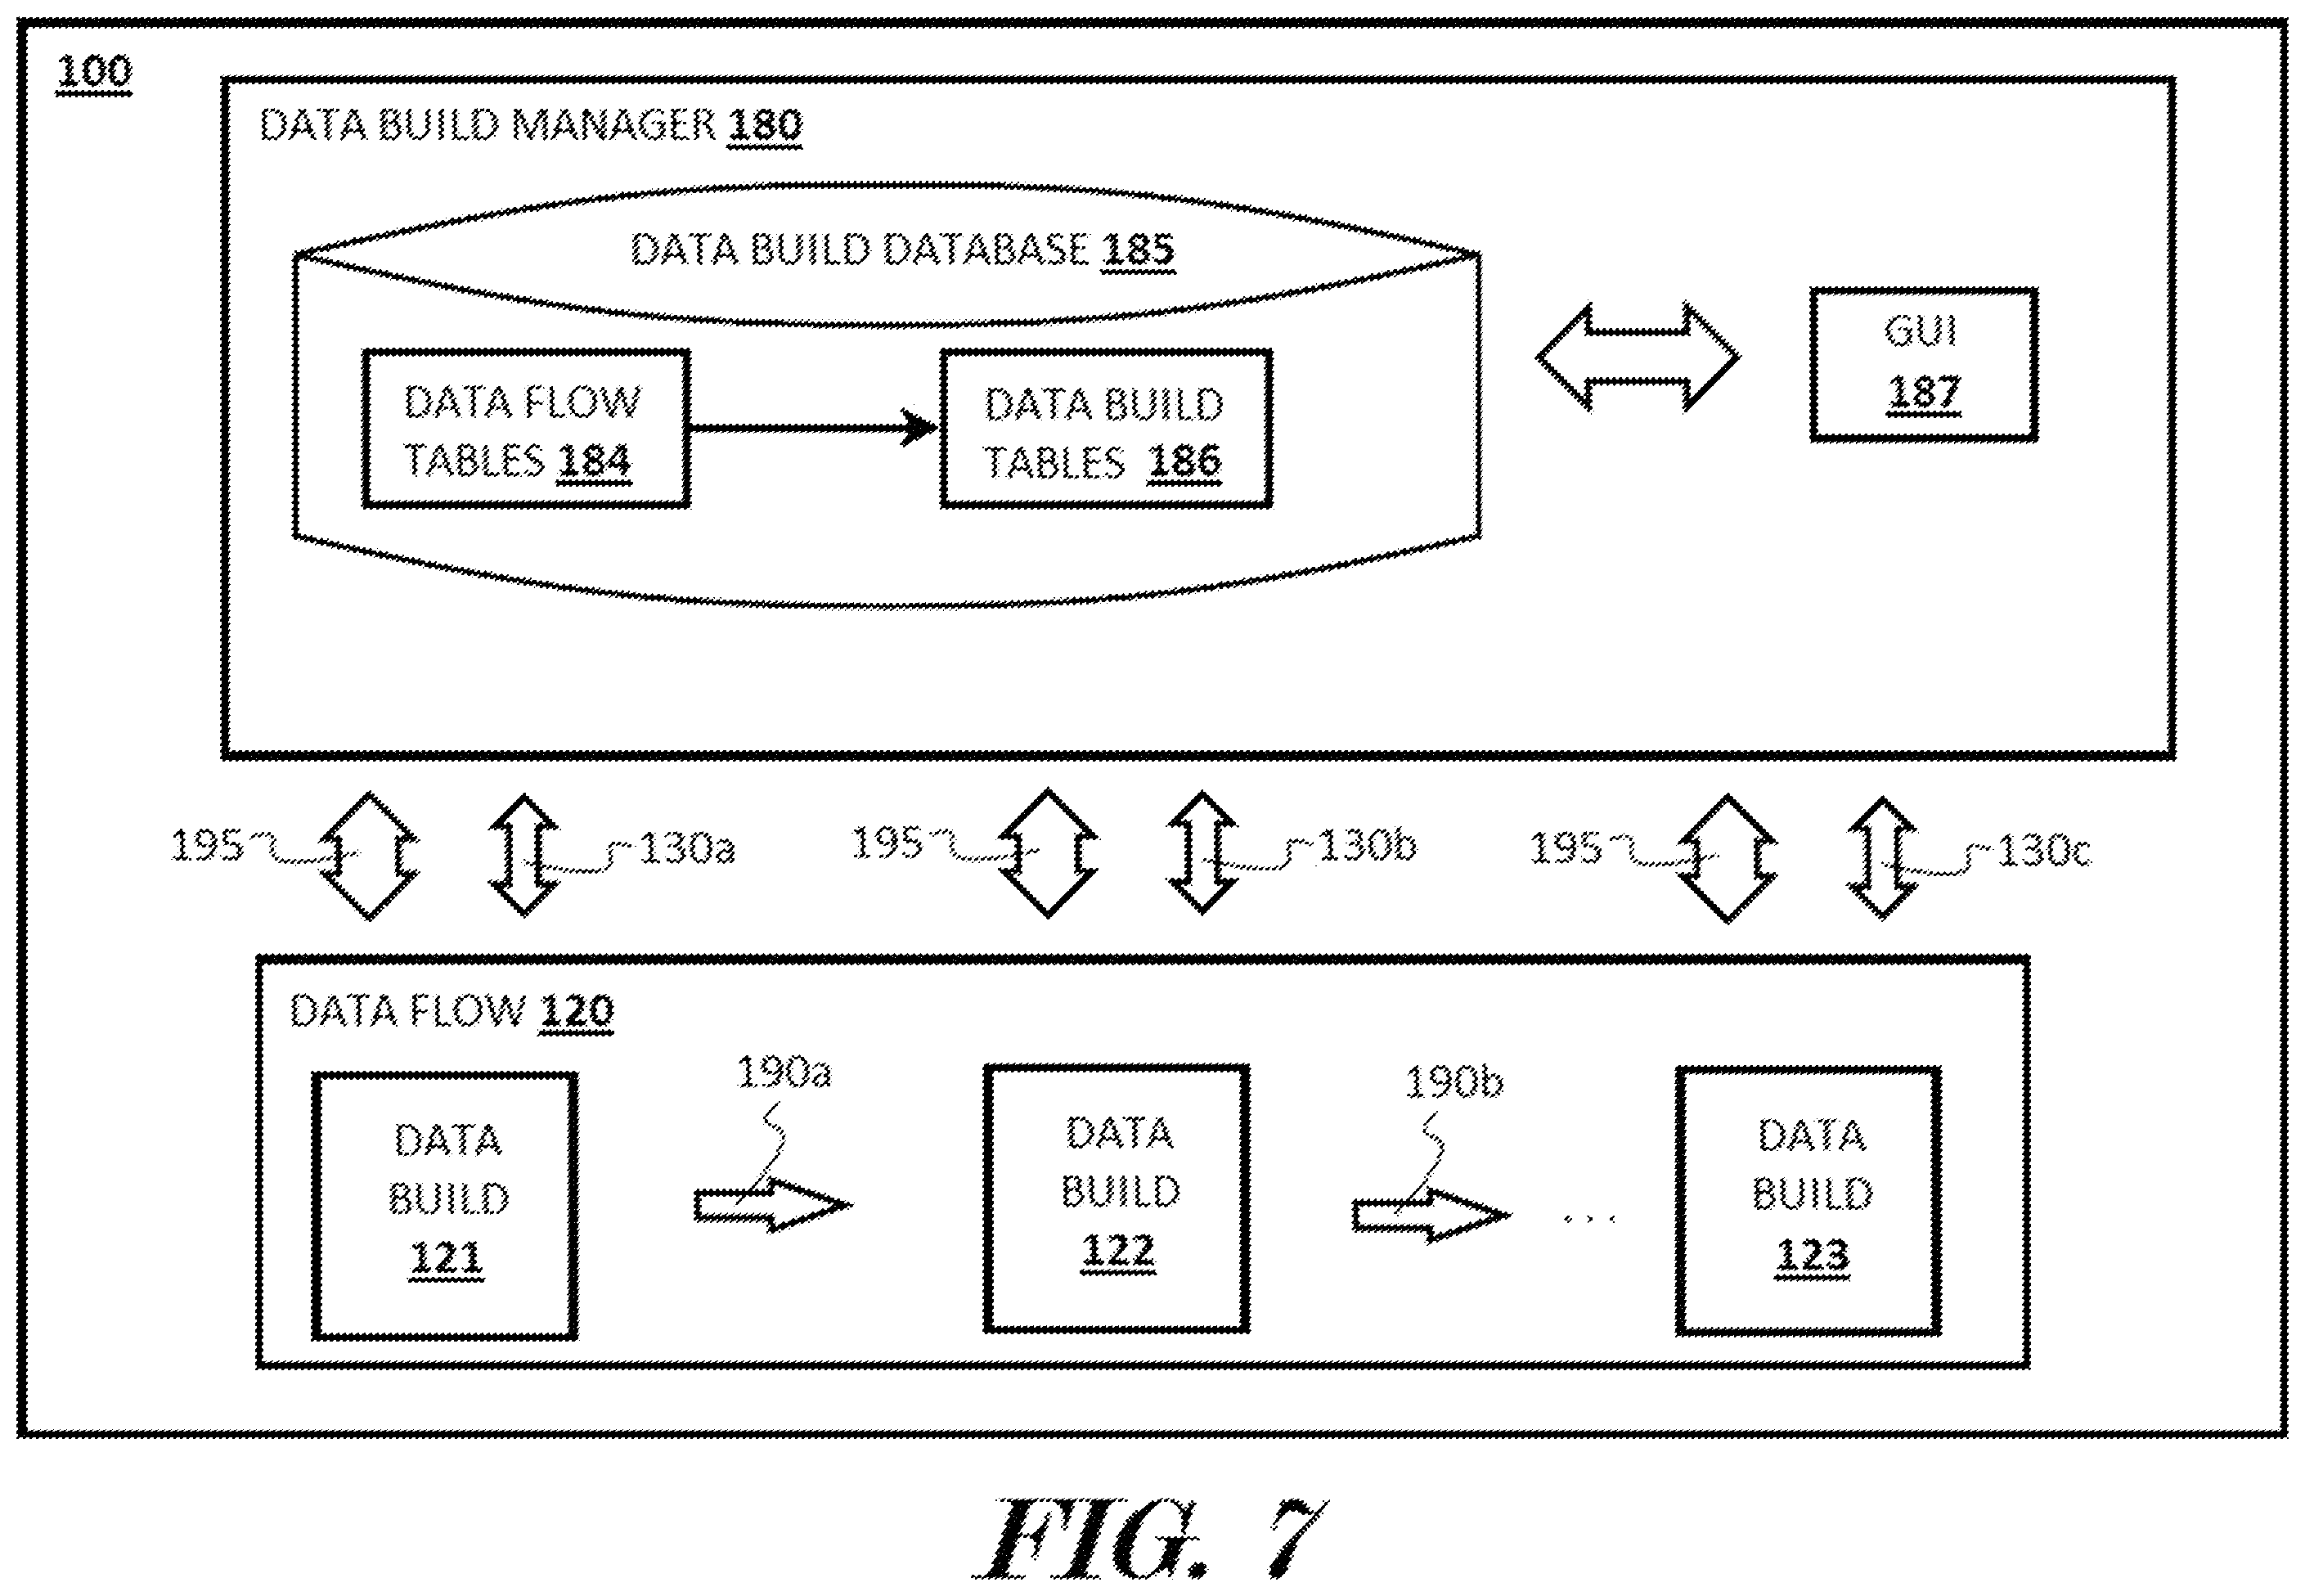 100
DATA BUILD MANAGER 180
DATA BUILD DATABASE 185
DATA FLOW
TABLES 184
DATA BUILD
TABLES 186
GUI
187
195
130a
195
130b
195
130c
DATA FLOW 120
190a
190b
DATA
BUILD
121
DATA
BUILD
122
. . .
DATA
BUILD
123
FIG. 7